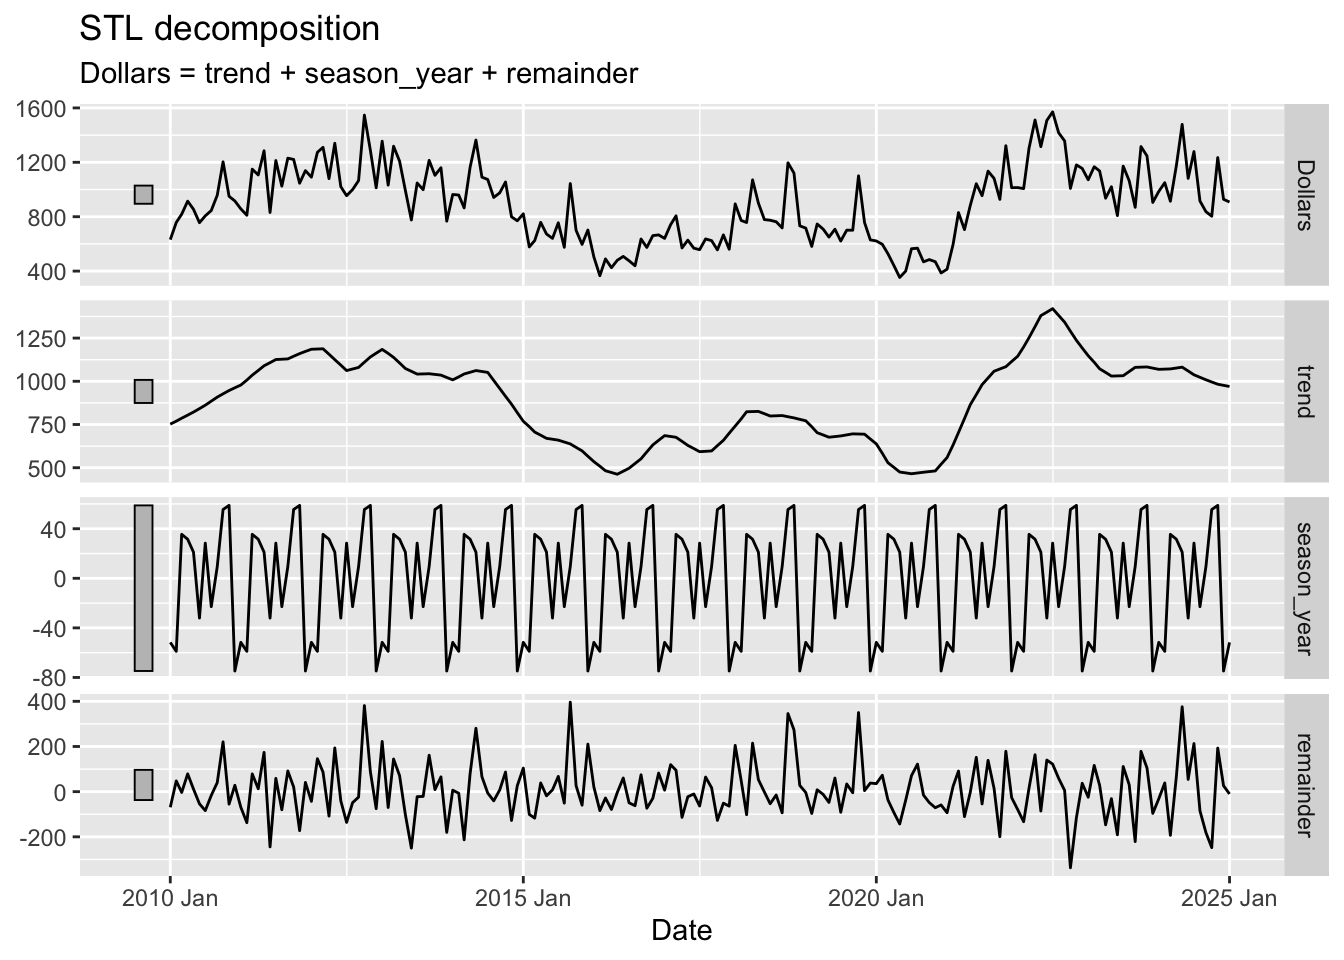 STL decomposition
Dollars = trend + season_year + remainder
1600
1200
800
400
Dollars
1250
1000
750
500
trend
40
0
-40
-80
season_year
400
200
0
-200
remainder
2010 Jan
2015 Jan
2020 Jan
2025 Jan
Date